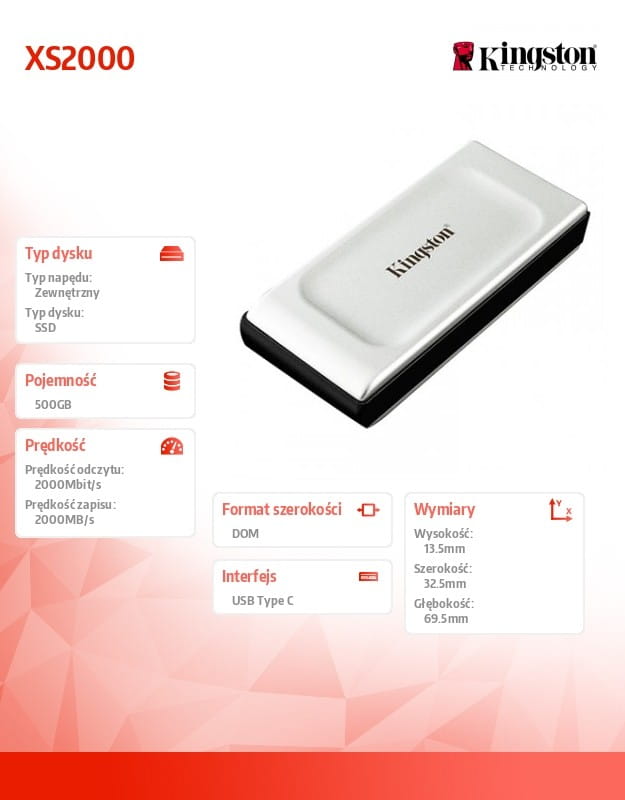 XS2000
Kingston
TECHNOLOGY
Kingston
Typ dysku
Typ napędu:
Zewnętrzny
Typ dysku:
SSD
Pojemność
500GB
Prędkość
Prędkość odczytu:
2000Mbit/s
Prędkość zapisu:
2000MB/s
Format szerokości
DOM
Interfejs
USB Type C
Wymiary
Y
X
Wysokość:
13.5mm
Szerokość:
32.5mm
Głębokość:
69.5mm